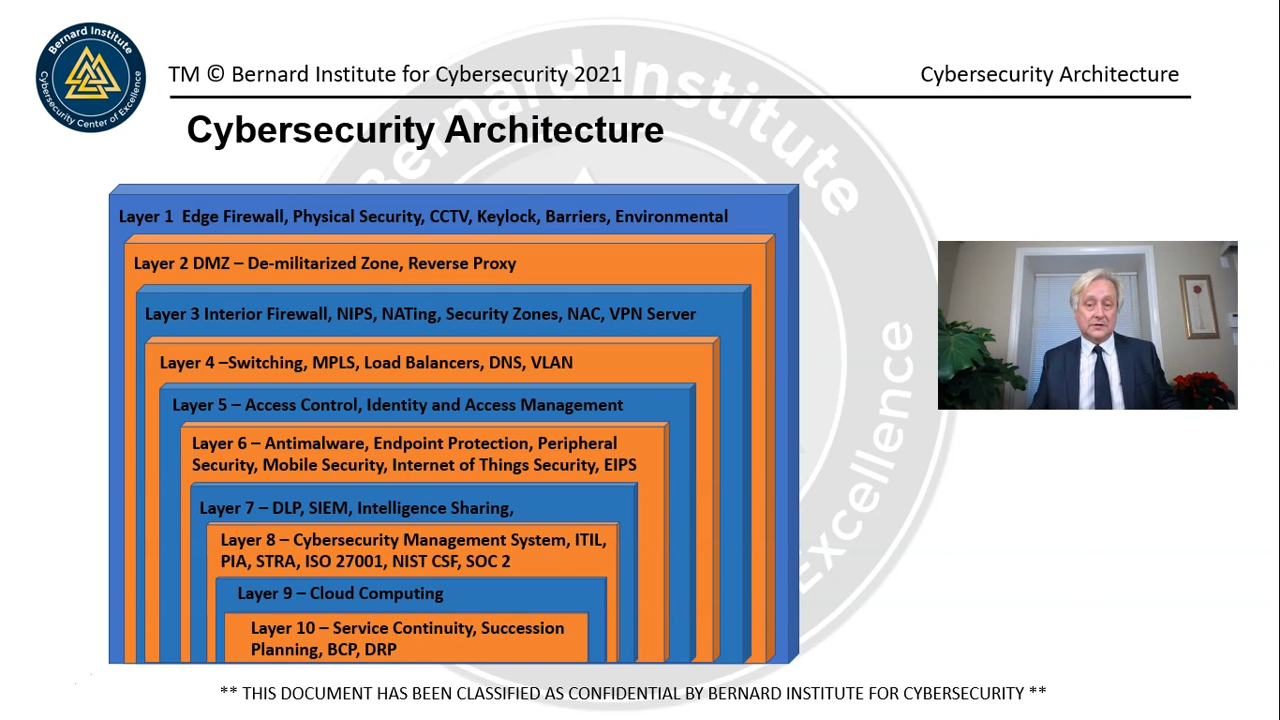 Bernard Institute
Cybersecurity Center of Excellence
TM © Bernard Institute for Cybersecurity 2021
Cybersecurity Architecture
Cybersecurity Architecture
Bernard Institute
Excellence
Layer 1  Edge Firewall, Physical Security, CCTV, Keylock, Barriers, Environmental
Layer 2 DMZ – De-militarized Zone, Reverse Proxy
Layer 3 Interior Firewall, NIPS, NATing, Security Zones, NAC, VPN Server
Layer 4 –Switching, MPLS, Load Balancers, DNS, VLAN
Layer 5 – Access Control, Identity and Access Management
Layer 6 – Antimalware, Endpoint Protection, Peripheral
Security, Mobile Security, Internet of Things Security, EIPS
Layer 7 – DLP, SIEM, Intelligence Sharing,
Layer 8 – Cybersecurity Management System, ITIL,
PIA, STRA, ISO 27001, NIST CSF, SOC 2
Layer 9 – Cloud Computing
Layer 10 – Service Continuity, Succession
Planning, BCP, DRP
** THIS DOCUMENT HAS BEEN CLASSIFIED AS CONFIDENTIAL BY BERNARD INSTITUTE FOR CYBERSECURITY **